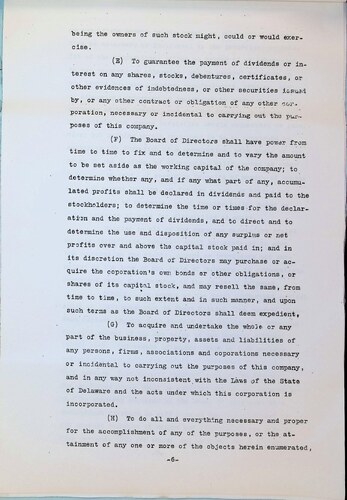 being the owners of such stock might, could or would exer-
cise.
(E) To guarantee the payment of dividends or in-
terest on any shares, stocks, debentures, certificates, or
other evidences of indebtedness, or other securities issued
by, or any other contract or obligation of any other cor-
poration, necessary or incidental to carrying out the pur-
poses of this company.
(F) The Board of Directors shall have power from
time to time to fix and to determine and to vary the amount
to be set aside as the working capital of the company; to
determine whether any, and if any what part of any, accumu-
lated profits shall be declared in dividends and paid to the
stockholders; to determine the time or times for the declar-
ation and the payment of dividends, and to direct and to
determine the use and disposition of any surplus or net
profits over and above the capital stock paid in; and in
its discretion the Board of Directors may purchase or ac-
quire the coporation's own bonds or other obligations, or
shares of its capital stock, and may resell the same, from
time to time, to such extent and in such manner, and upon
such terms as the Board of Directors shall deem expedient,
(G) To acquire and undertake the whole or any
part of the business, property, assets and liabilities of
any persons, firms, associations and coporations necessary
or incidental to carrying out the purposes of this company,
and in any way not inconsistent with the Laws of the State
of Delaware and the acts under which this corporation is
incorporated.
(H) To do all and everything necessary and proper
for the accomplishment of any of the purposes, or the at-
tainment of any one or more of the objects herein enumerated,
-6-